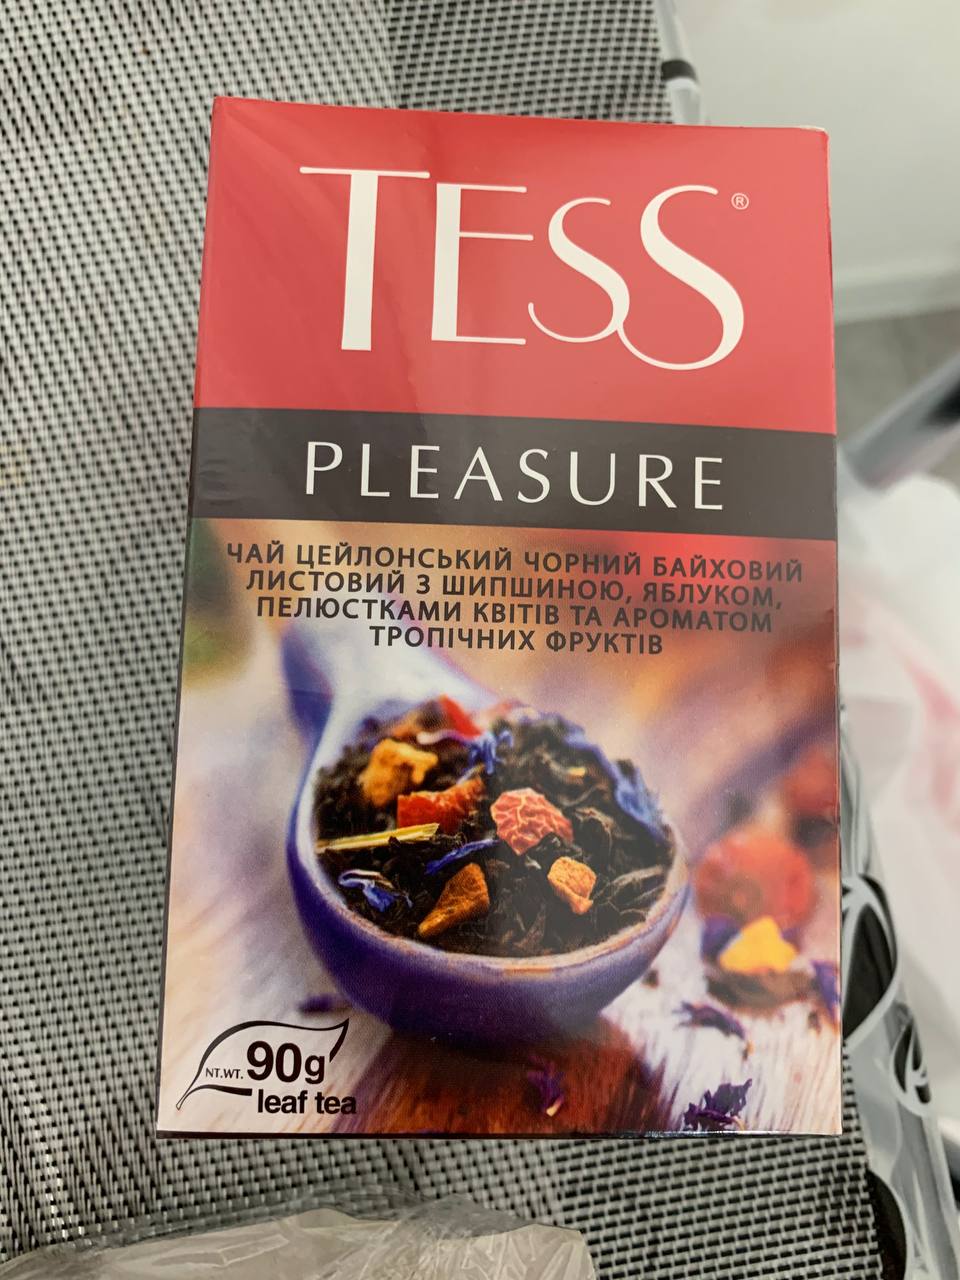 TESS®
PLEASURE
ЧАЙ ЦЕЙЛОНСЬКИЙ ЧОРНИЙ БАЙХОВИЙ
ЛИСТОВИЙ З ШИПШИНОЮ, ЯБЛУКОМ,
ПЕЛЮСТКАМИ КВІТІВ ТА АРОМАТОМ
ТРОПІЧНИХ ФРУКТІВ
NT.WT. 90g
leaf tea